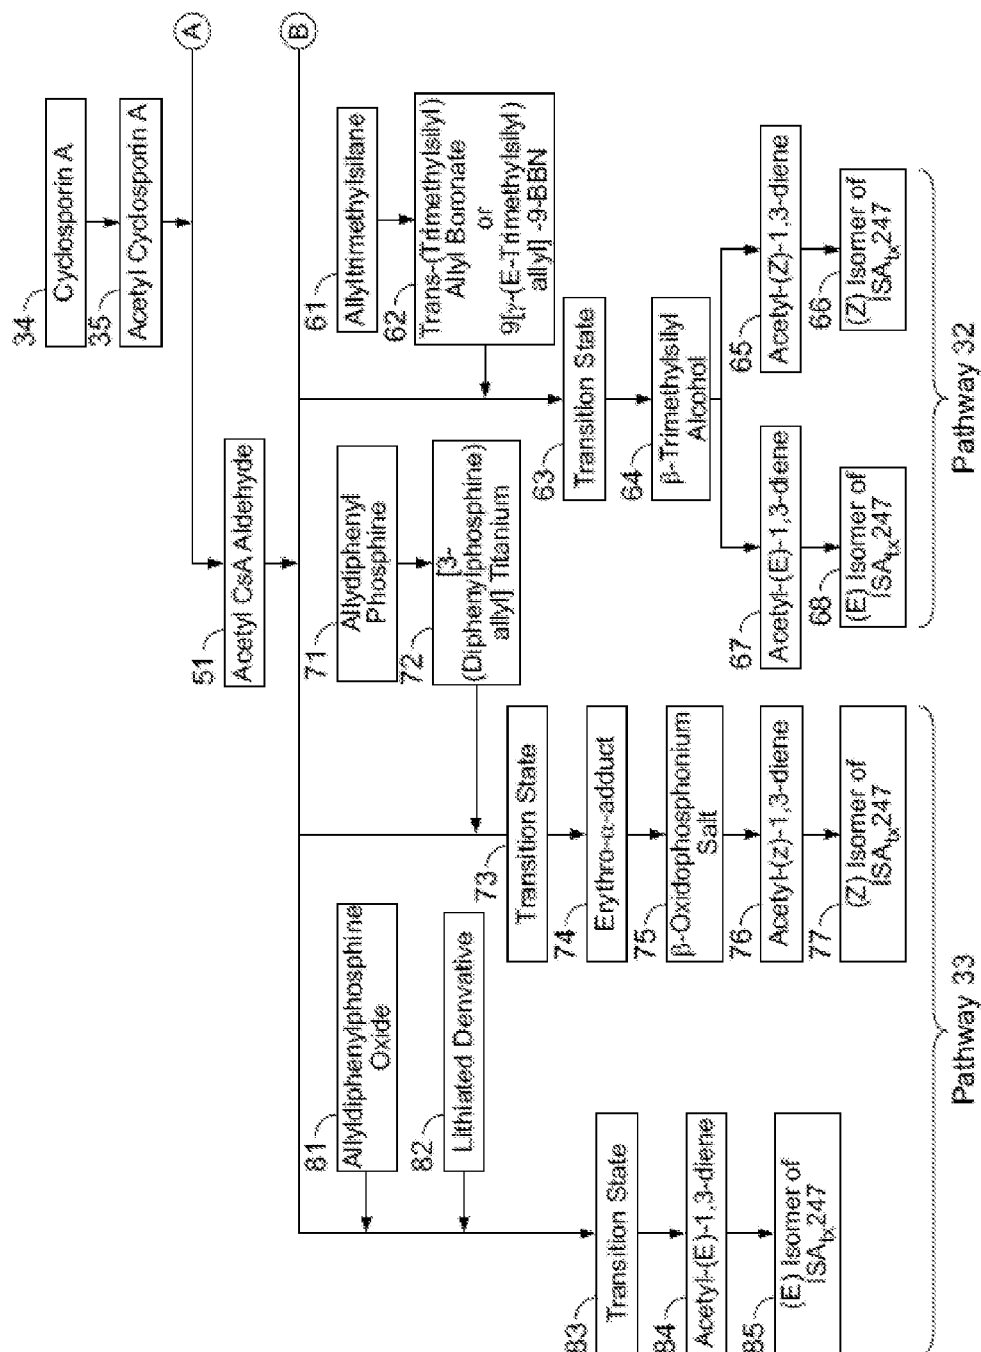 34
Cyclosporin A
35
Acetyl Cyclosporin A
A
51
Acetyl CsA Aldehyde
B
81
Allyldiphenylphosphine
Oxide
82
Lithiated Derivative
83
Transition State
84
Acetyl-(E)-1,3-diene
85
(E) Isomer of
ISAtx247
71
Allydiphenyl
Phosphine
72
[3-
(Diphenylphosphine)
allyl] Titanium
73
Transition State
74
Erythro-α-adduct
75
β-Oxidophosphonium
Salt
76
Acetyl-(z)-1,3-diene
77
(Z) Isomer of
ISAtx247
Pathway 33
61
Allyltrimethylsilane
62
Trans-(Trimethylsilyl)
Allyl Boronate
or
9[γ-(E-Trimethylsilyl)
allyl] -9-BBN
63
Transition State
64
β-Trimethylsilyl
Alcohol
67
Acetyl-(E)-1,3-diene
68
(E) Isomer of
ISAtx247
65
Acetyl-(Z)-1,3-diene
66
(Z) Isomer of
ISAtx247
Pathway 32